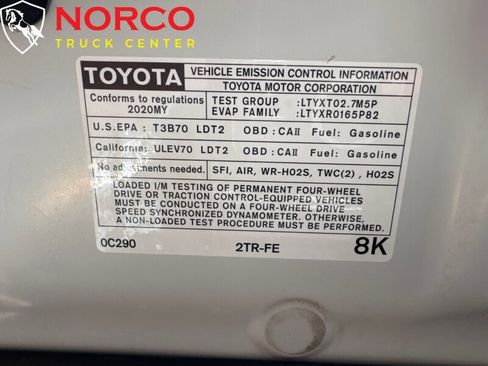 NORCO
TRUCK CENTER
TOYOTA
VEHICLE EMISSION CONTROL INFORMATION
TOYOTA MOTOR CORPORATION
Conforms to regulations
2020MY
TEST GROUP :LTYXT02.7M5P
EVAP FAMILY:LTYXR0165P82
U.S.EPA : T3B70 LDT2 OBD:CAII Fuel: Gasoline
California: ULEV70 LDT2 OBD:CAII Fuel: Gasoline
No adjustments needed. SFI, AIR, WR-HO2S, TWC(2), HO2S
LOADED I/M TESTING OF PERMANENT FOUR-WHEEL
DRIVE OR TRACTION CONTROL-EQUIPPED VEHICLES
MUST BE CONDUCTED ON A FOUR-WHEEL DRIVE
SPEED SYNCHRONIZED DYNAMOMETER. OTHERWISE,
A NON-LOADED TEST PROCEDURE MUST BE PERFORMED.
0C290 2TR-FE 8K